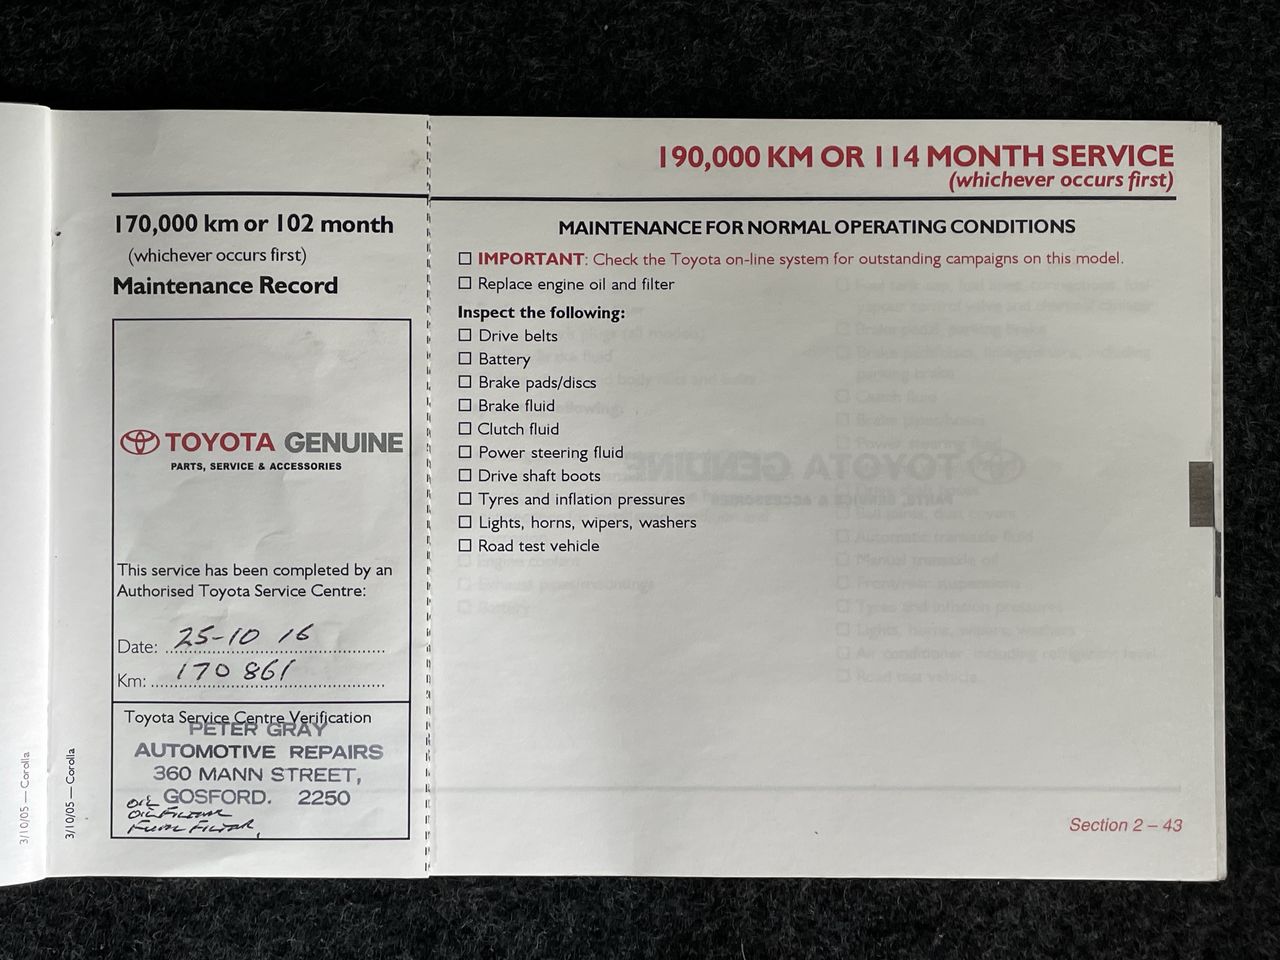 170,000 km or 102 month
(whichever occurs first)
Maintenance Record
TOYOTA GENUINE
PARTS, SERVICE & ACCESSORIES
This service has been completed by an
Authorised Toyota Service Centre:
Date: 25-10 16
Km: 170 861
Toyota Service Centre Verification
PETER GRAY
AUTOMOTIVE REPAIRS
360 MANN STREET,
GOSFORD. 2250
OIL
OIL FILTER
FUEL FILTER,
3/10/05 — Corolla
3/10/05 — Corolla
190,000 KM OR 114 MONTH SERVICE
(whichever occurs first)
MAINTENANCE FOR NORMAL OPERATING CONDITIONS
☐ IMPORTANT: Check the Toyota on-line system for outstanding campaigns on this model.
☐ Replace engine oil and filter
Inspect the following:
☐ Drive belts
☐ Battery
☐ Brake pads/discs
☐ Brake fluid
☐ Clutch fluid
☐ Power steering fluid
☐ Drive shaft boots
☐ Tyres and inflation pressures
☐ Lights, horns, wipers, washers
☐ Road test vehicle
Section 2 – 43